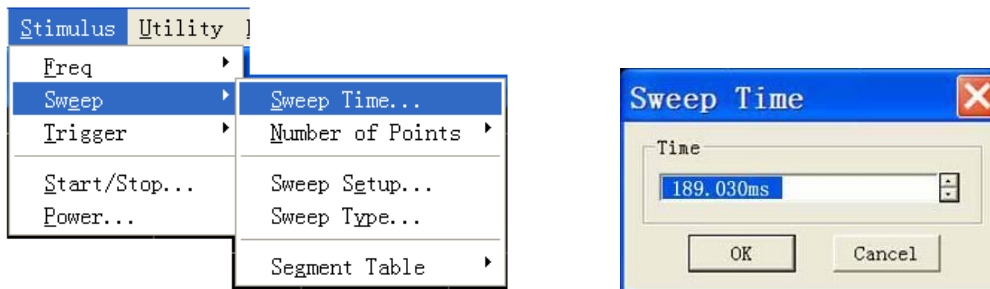 Stimulus Utility
Freq
Sweep
Trigger
Start/Stop...
Power...
Sweep Time...
Number of Points
Sweep Setup...
Sweep Type...
Segment Table
Sweep Time
Time
189.030ms
OK Cancel